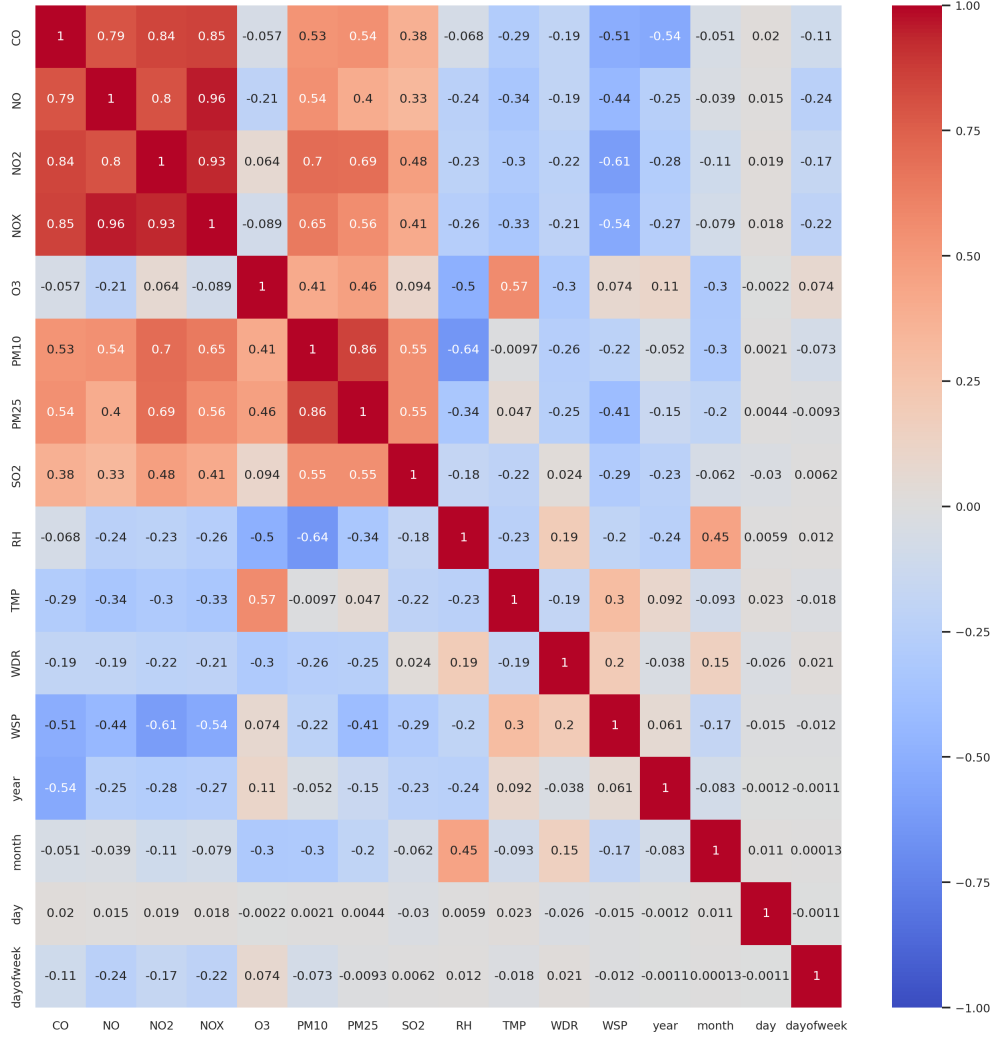 CO 1 0.79 0.84 0.85 -0.057 0.53 0.54 0.38 -0.068 -0.29 -0.19 -0.51 -0.54 -0.051 0.02 -0.11
NO 0.79 1 0.8 0.96 -0.21 0.54 0.4 0.33 -0.24 -0.34 -0.19 -0.44 -0.25 -0.039 0.015 -0.24
NO2 0.84 0.8 1 0.93 0.064 0.7 0.69 0.48 -0.23 -0.3 -0.22 -0.61 -0.28 -0.11 0.019 -0.17
NOX 0.85 0.96 0.93 1 -0.089 0.65 0.56 0.41 -0.26 -0.33 -0.21 -0.54 -0.27 -0.079 0.018 -0.22
O3 -0.057 -0.21 0.064 -0.089 1 0.41 0.46 0.094 -0.5 0.57 -0.3 0.074 0.11 -0.3 -0.0022 0.074
PM10 0.53 0.54 0.7 0.65 0.41 1 0.86 0.55 -0.64 -0.0097 -0.26 -0.22 -0.052 -0.3 0.0021 -0.073
PM25 0.54 0.4 0.69 0.56 0.46 0.86 1 0.55 -0.34 0.047 -0.25 -0.41 -0.15 -0.2 0.0044 -0.0093
SO2 0.38 0.33 0.48 0.41 0.094 0.55 0.55 1 -0.18 -0.22 0.024 -0.29 -0.23 -0.062 -0.03 0.0062
RH -0.068 -0.24 -0.23 -0.26 -0.5 -0.64 -0.34 -0.18 1 -0.23 0.19 -0.2 -0.24 0.45 0.0059 0.012
TMP -0.29 -0.34 -0.3 -0.33 0.57 -0.0097 0.047 -0.22 -0.23 1 -0.19 0.3 0.092 -0.093 0.023 -0.018
WDR -0.19 -0.19 -0.22 -0.21 -0.3 -0.26 -0.25 0.024 0.19 -0.19 1 0.2 -0.038 0.15 -0.026 0.021
WSP -0.51 -0.44 -0.61 -0.54 0.074 -0.22 -0.41 -0.29 -0.2 0.3 0.2 1 0.061 -0.17 -0.015 -0.012
year -0.54 -0.25 -0.28 -0.27 0.11 -0.052 -0.15 -0.23 -0.24 0.092 -0.038 0.061 1 -0.083 -0.0012 -0.0011
month -0.051 -0.039 -0.11 -0.079 -0.3 -0.3 -0.2 -0.062 0.45 -0.093 0.15 -0.17 -0.083 1 0.011 0.00013
day 0.02 0.015 0.019 0.018 -0.0022 0.0021 0.0044 -0.03 0.0059 0.023 -0.026 -0.015 -0.0012 0.011 1 -0.0011
dayofweek -0.11 -0.24 -0.17 -0.22 0.074 -0.073 -0.0093 0.0062 0.012 -0.018 0.021 -0.012 -0.0011 0.00013 -0.0011 1
CO NO NO2 NOX O3 PM10 PM25 SO2 RH TMP WDR WSP year month day dayofweek
1.00
0.75
0.50
0.25
0.00
−0.25
−0.50
−0.75
−1.00